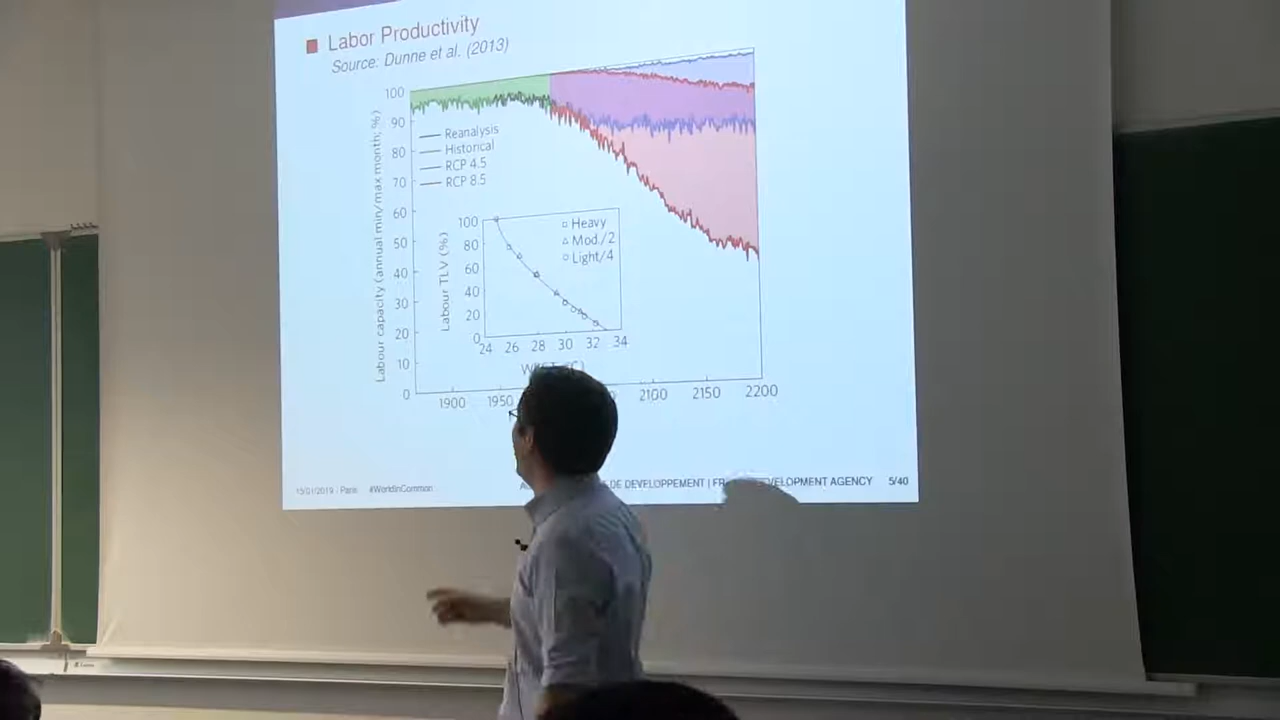 Labor Productivity
Source: Dunne et al. (2013)
Labour capacity (annual min/max month; %)
100
90
80
70
60
50
40
30
20
10
0
Reanalysis
Historical
RCP 4.5
RCP 8.5
Labour TLV (%)
100
80
60
40
20
0
Heavy
Mod./2
Light/4
24 26 28 30 32 34
1900 1950 2100 2150 2200
15/01/2019 - Paris #WorldInCommon DE DEVELOPPEMENT | FR DEVELOPMENT AGENCY 5/40